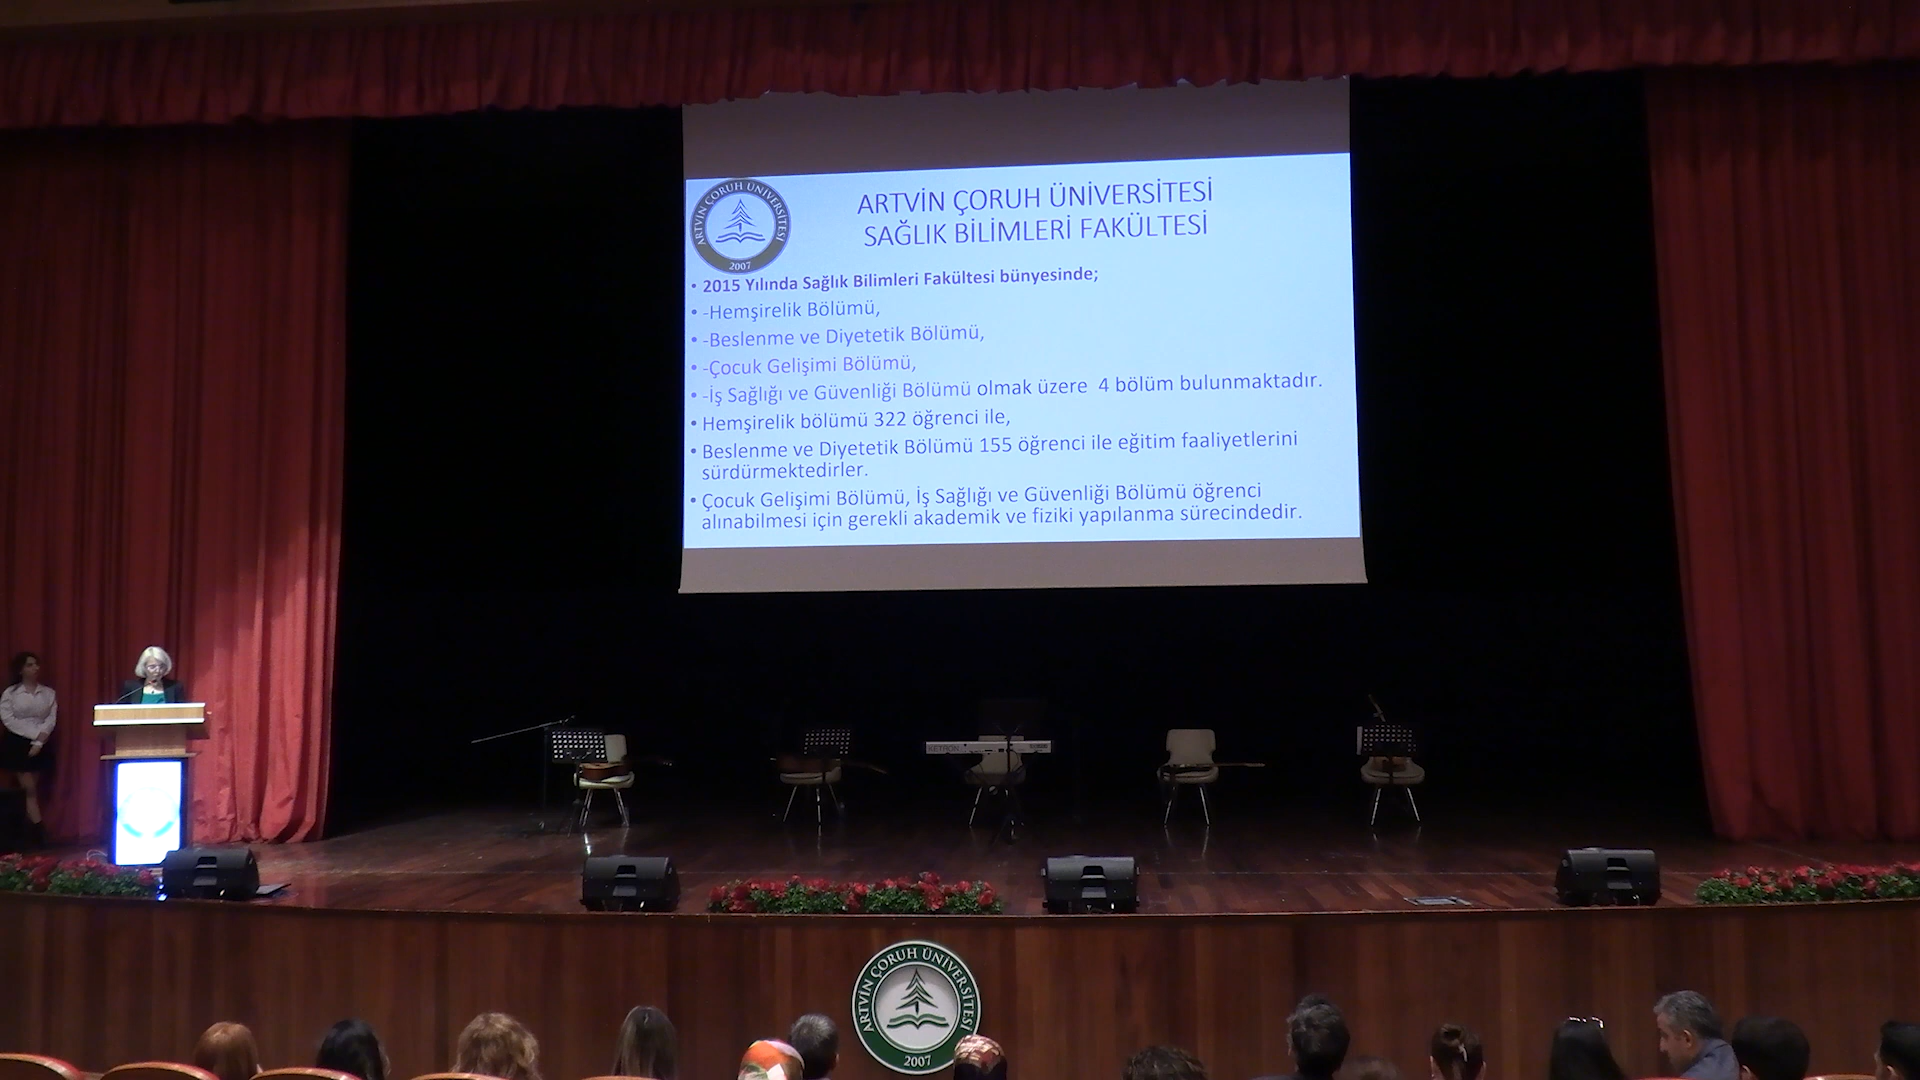 ARTVİN ÇORUH ÜNİVERSİTESİ
2007
ARTVİN ÇORUH ÜNİVERSİTESİ
SAĞLIK BİLİMLERİ FAKÜLTESİ
• 2015 Yılında Sağlık Bilimleri Fakültesi bünyesinde;
• -Hemşirelik Bölümü,
• -Beslenme ve Diyetetik Bölümü,
• -Çocuk Gelişimi Bölümü,
• -İş Sağlığı ve Güvenliği Bölümü olmak üzere 4 bölüm bulunmaktadır.
• Hemşirelik bölümü 322 öğrenci ile,
• Beslenme ve Diyetetik Bölümü 155 öğrenci ile eğitim faaliyetlerini
sürdürmektedirler.
• Çocuk Gelişimi Bölümü, İş Sağlığı ve Güvenliği Bölümü öğrenci
alınabilmesi için gerekli akademik ve fiziki yapılanma sürecindedir.
KETRON
ARTVİN ÇORUH ÜNİVERSİTESİ
2007